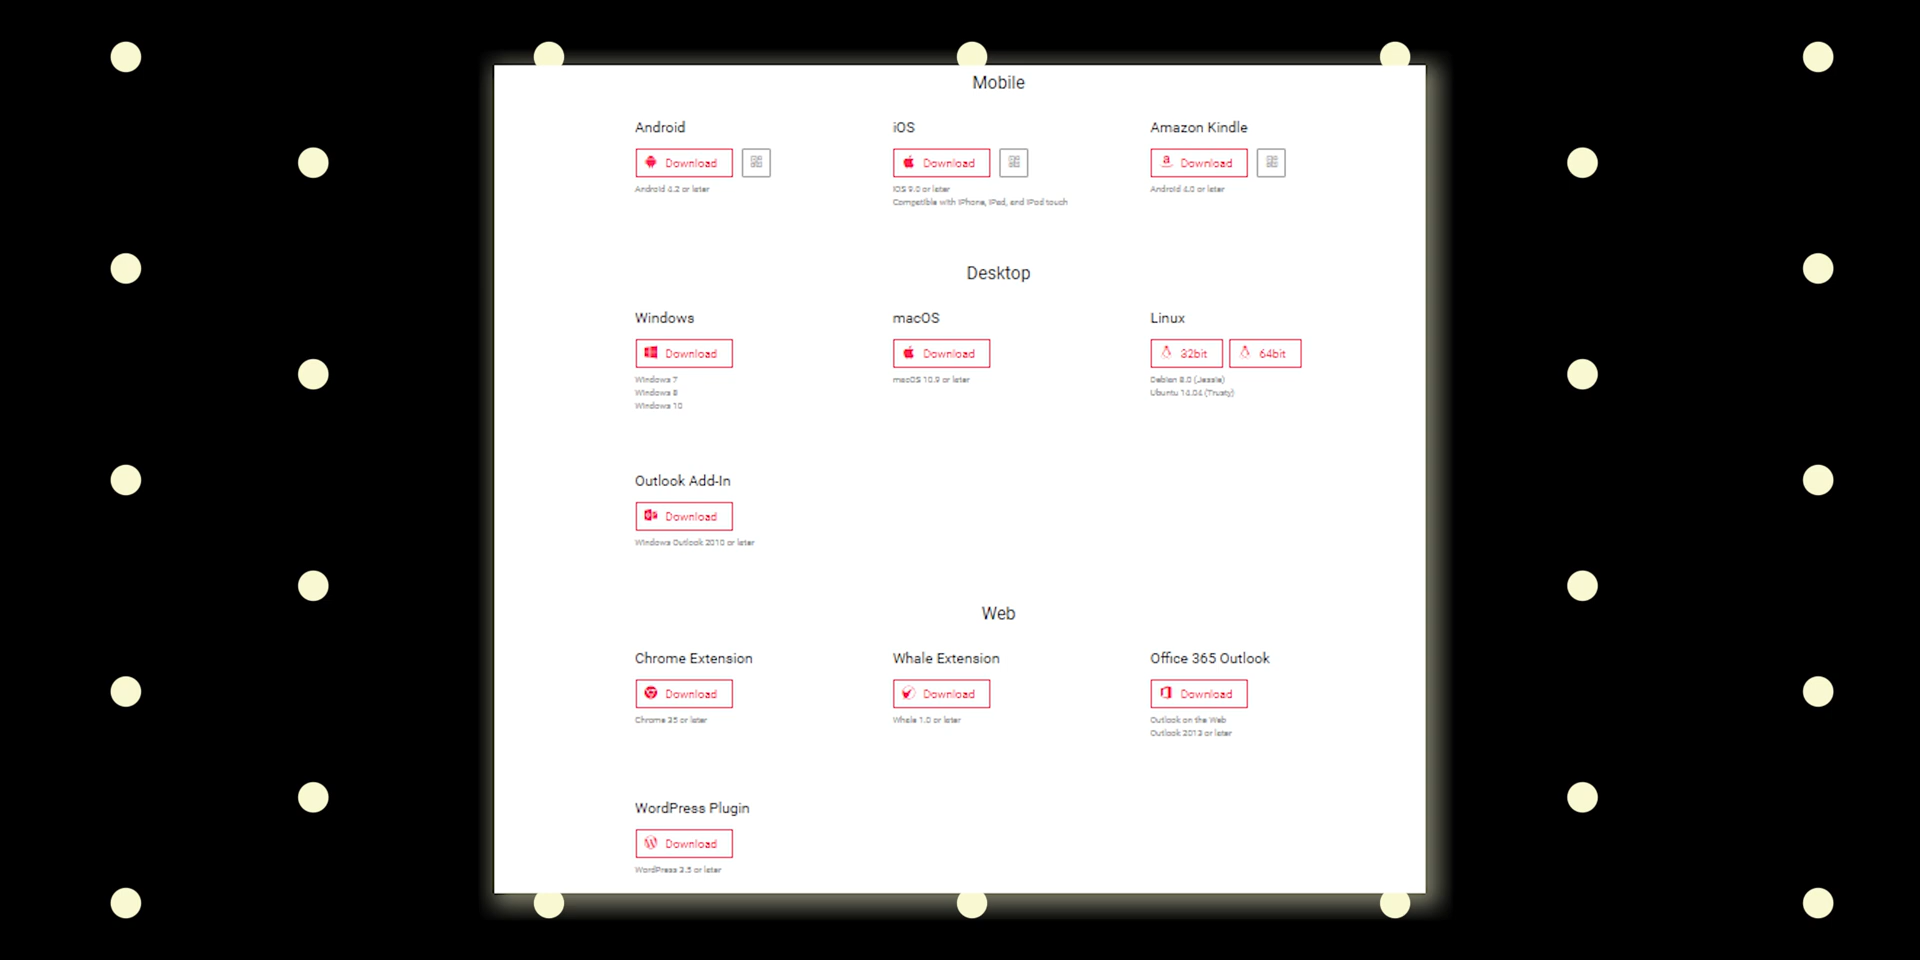 Mobile
Android
iOS
Amazon Kindle
Download
Download
Download
Android 4.2 or later
iOS 9.0 or later
Compatible with iPhone, iPad, and iPod touch
Android 4.0 or later
Desktop
Windows
macOS
Linux
Download
Download
32bit
64bit
Windows 7
Windows 8
Windows 10
macOS 10.9 or later
Debian 8.0 (Jessie)
Ubuntu 14.04 (Trusty)
Outlook Add-In
Download
Windows Outlook 2010 or later
Web
Chrome Extension
Whale Extension
Office 365 Outlook
Download
Download
Download
Chrome 35 or later
Whale 1.0 or later
Outlook on the Web
Outlook 2013 or later
WordPress Plugin
Download
WordPress 3.5 or later